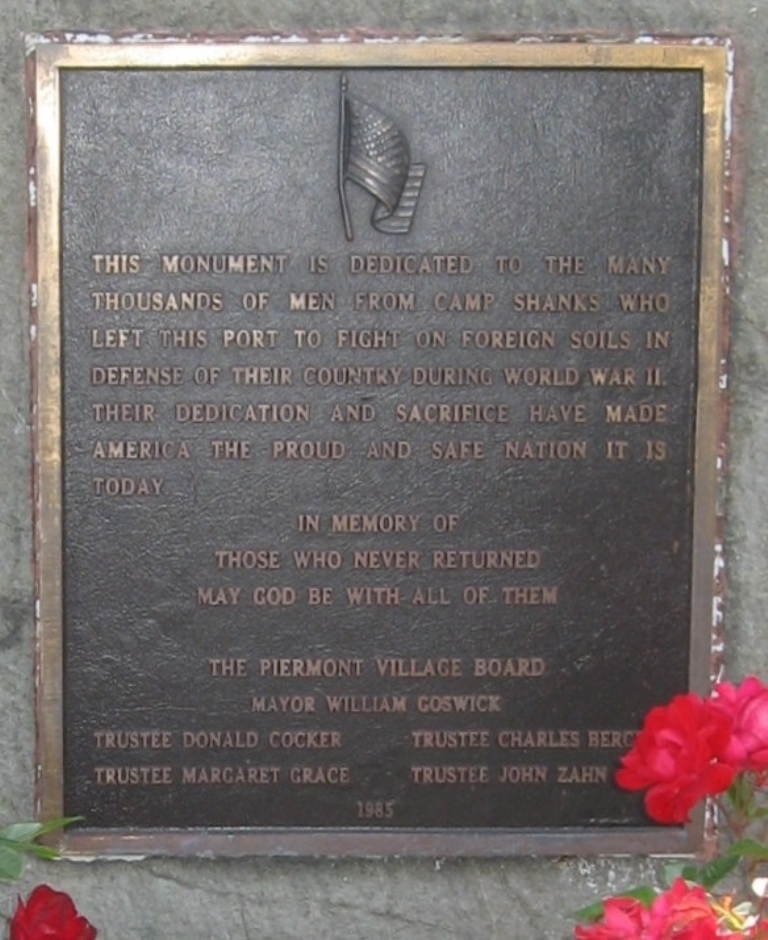 THIS MONUMENT IS DEDICATED TO THE MANY
THOUSANDS OF MEN FROM CAMP SHANKS WHO
LEFT THIS PORT TO FIGHT ON FOREIGN SOILS IN
DEFENSE OF THEIR COUNTRY DURING WORLD WAR II.
THEIR DEDICATION AND SACRIFICE HAVE MADE
AMERICA THE PROUD AND SAFE NATION IT IS
TODAY.
IN MEMORY OF
THOSE WHO NEVER RETURNED
MAY GOD BE WITH ALL OF THEM
THE PIERMONT VILLAGE BOARD
MAYOR WILLIAM GOSWICK
TRUSTEE DONALD COCKER TRUSTEE CHARLES
TRUSTEE MARGARET GRACE TRUSTEE JOHN ZAHN
1985